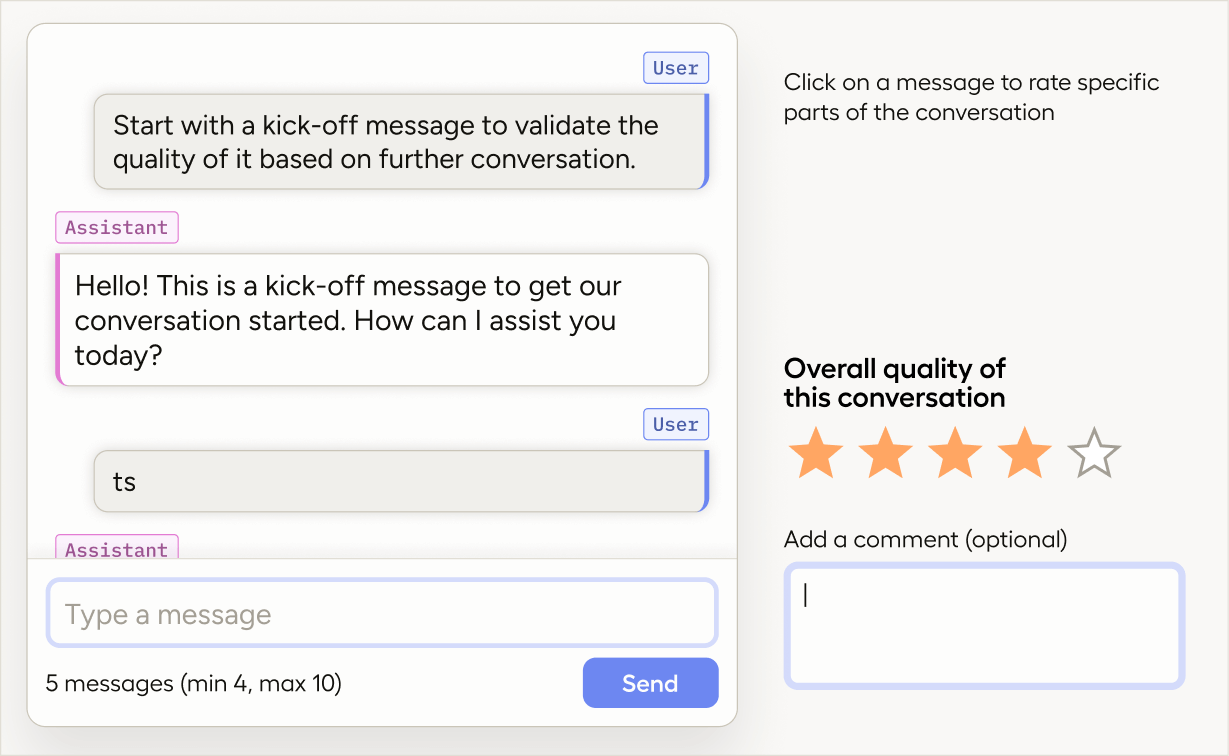 User
Start with a kick-off message to validate the
quality of it based on further conversation.
Assistant
Hello! This is a kick-off message to get our
conversation started. How can I assist you
today?
User
ts
Assistant
Type a message
5 messages (min 4, max 10)
Send
Click on a message to rate specific
parts of the conversation
Overall quality of
this conversation
Add a comment (optional)